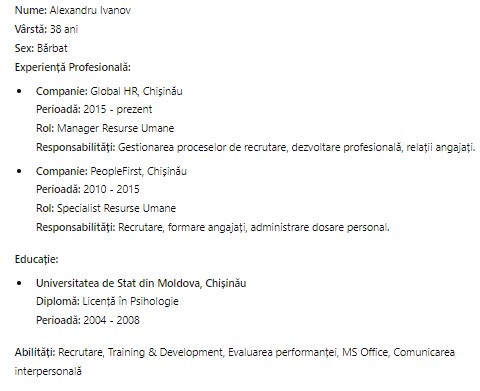 Nume: Alexandru Ivanov
Vârstă: 38 ani
Sex: Bărbat
Experiență Profesională:
• Companie: Global HR, Chișinău
Perioadă: 2015 - prezent
Rol: Manager Resurse Umane
Responsabilități: Gestionarea proceselor de recrutare, dezvoltare profesională, relații angajați.
• Companie: PeopleFirst, Chișinău
Perioadă: 2010 - 2015
Rol: Specialist Resurse Umane
Responsabilități: Recrutare, formare angajați, administrare dosare personal.
Educație:
• Universitatea de Stat din Moldova, Chișinău
Diplomă: Licență în Psihologie
Perioadă: 2004 - 2008
Abilități: Recrutare, Training & Development, Evaluarea performanței, MS Office, Comunicarea
interpersonală